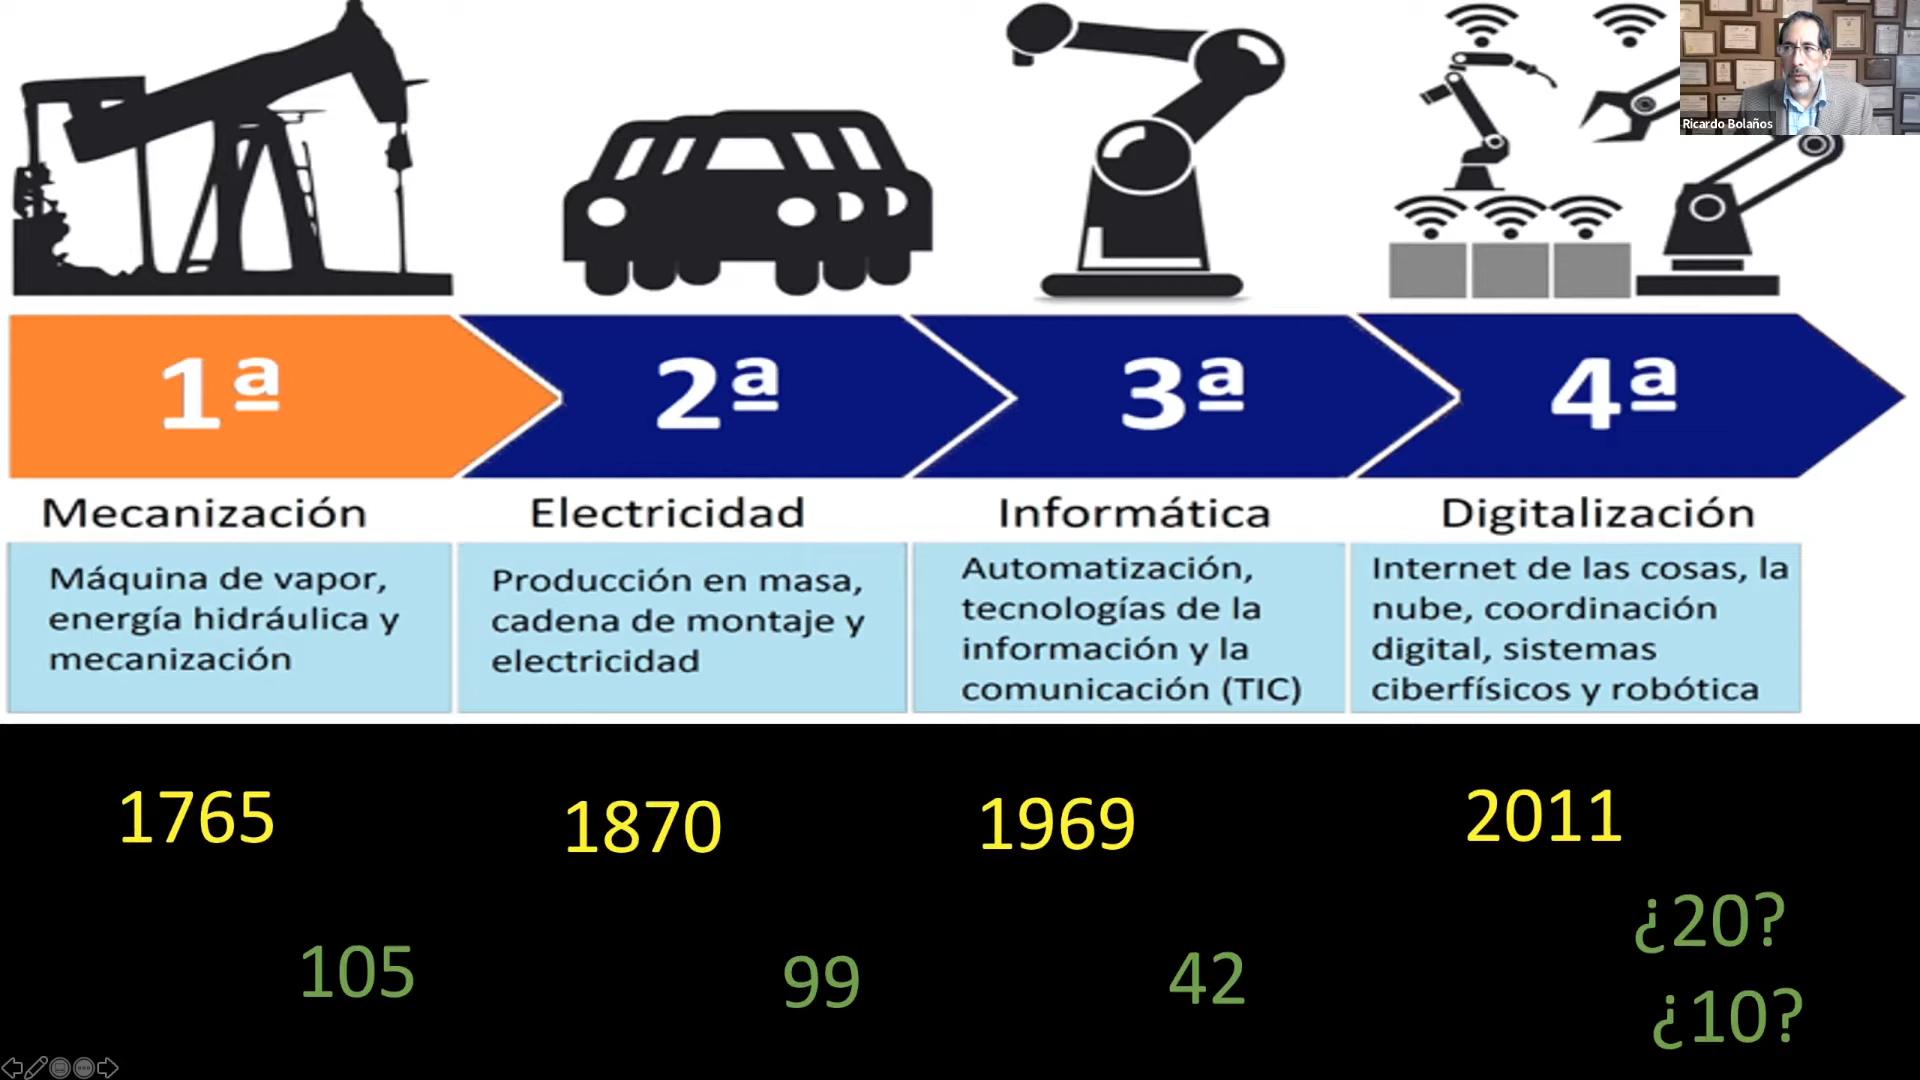 Ricardo Bolaños
1ª
2ª
3ª
4ª
Mecanización
Electricidad
Informática
Digitalización
Máquina de vapor,
energía hidráulica y
mecanización
Producción en masa,
cadena de montaje y
electricidad
Automatización,
tecnologías de la
información y la
comunicación (TIC)
Internet de las cosas, la
nube, coordinación
digital, sistemas
ciberfísicos y robótica
1765
1870
1969
2011
105
99
42
¿20?
¿10?